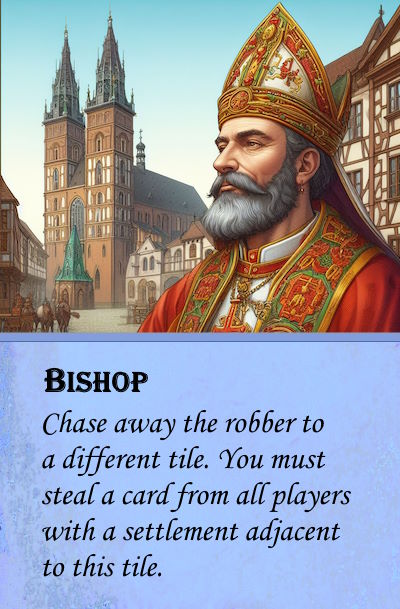 Bishop
Chase away the robber to
a different tile. You must
steal a card from all players
with a settlement adjacent
to this tile.